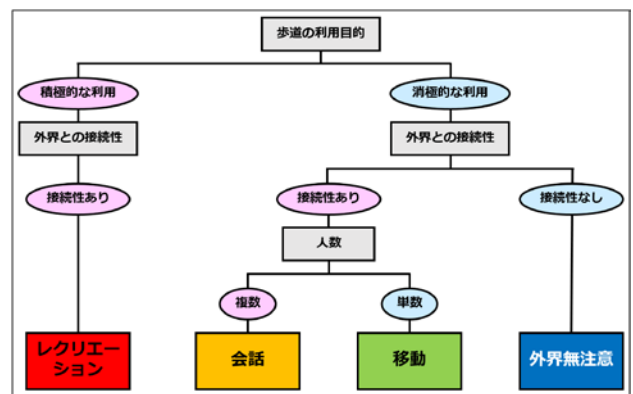 歩道の利用目的
積極的な利用
消極的な利用
外界との接続性
外界との接続性
接続性あり
接続性あり
接続性なし
人数
複数
単数
レクリエー
ション
会話
移動
外界無注意